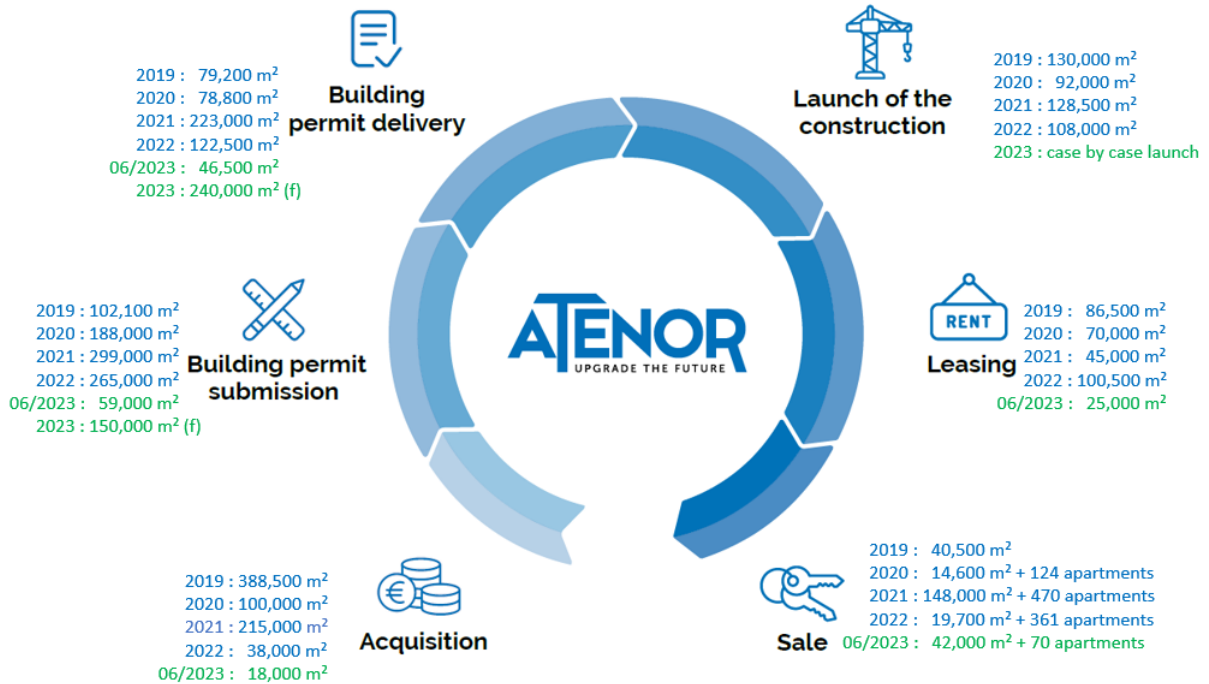 2019 : 79,200 m²
2020 : 78,800 m²
2021 : 223,000 m²
2022 : 122,500 m²
06/2023 : 46,500 m²
2023 : 240,000 m² (f)
Building
permit delivery
Launch of the
construction
2019 : 130,000 m²
2020 : 92,000 m²
2021 : 128,500 m²
2022 : 108,000 m²
2023 : case by case launch
2019 : 102,100 m²
2020 : 188,000 m²
2021 : 299,000 m²
2022 : 265,000 m²
06/2023 : 59,000 m²
2023 : 150,000 m² (f)
Building permit
submission
ATENOR
UPGRADE THE FUTURE
RENT
Leasing
2019 : 86,500 m²
2020 : 70,000 m²
2021 : 45,000 m²
2022 : 100,500 m²
06/2023 : 25,000 m²
2019 : 388,500 m²
2020 : 100,000 m²
2021 : 215,000 m²
2022 : 38,000 m²
06/2023 : 18,000 m²
€
Acquisition
Sale
2019 : 40,500 m²
2020 : 14,600 m² + 124 apartments
2021 : 148,000 m² + 470 apartments
2022 : 19,700 m² + 361 apartments
06/2023 : 42,000 m² + 70 apartments